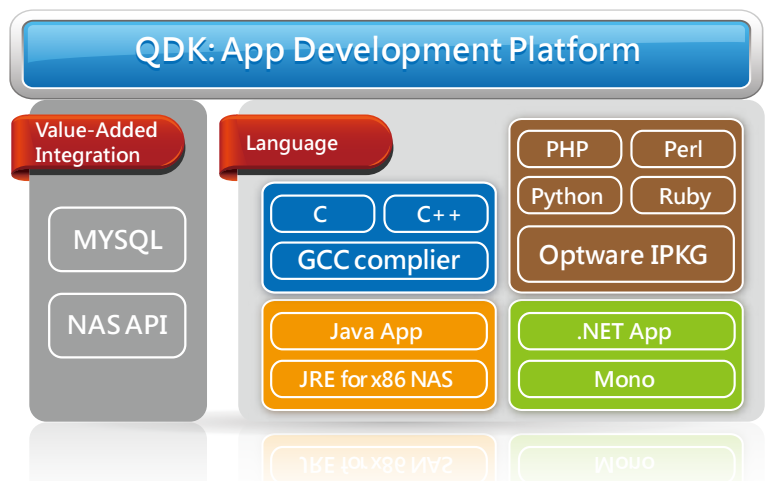 QDK: App Development Platform
Value-Added
Integration
MYSQL
NAS API
Language
C
C++
GCC complier
PHP
Perl
Python
Ruby
Optware IPKG
Java App
JRE for x86 NAS
.NET App
Mono